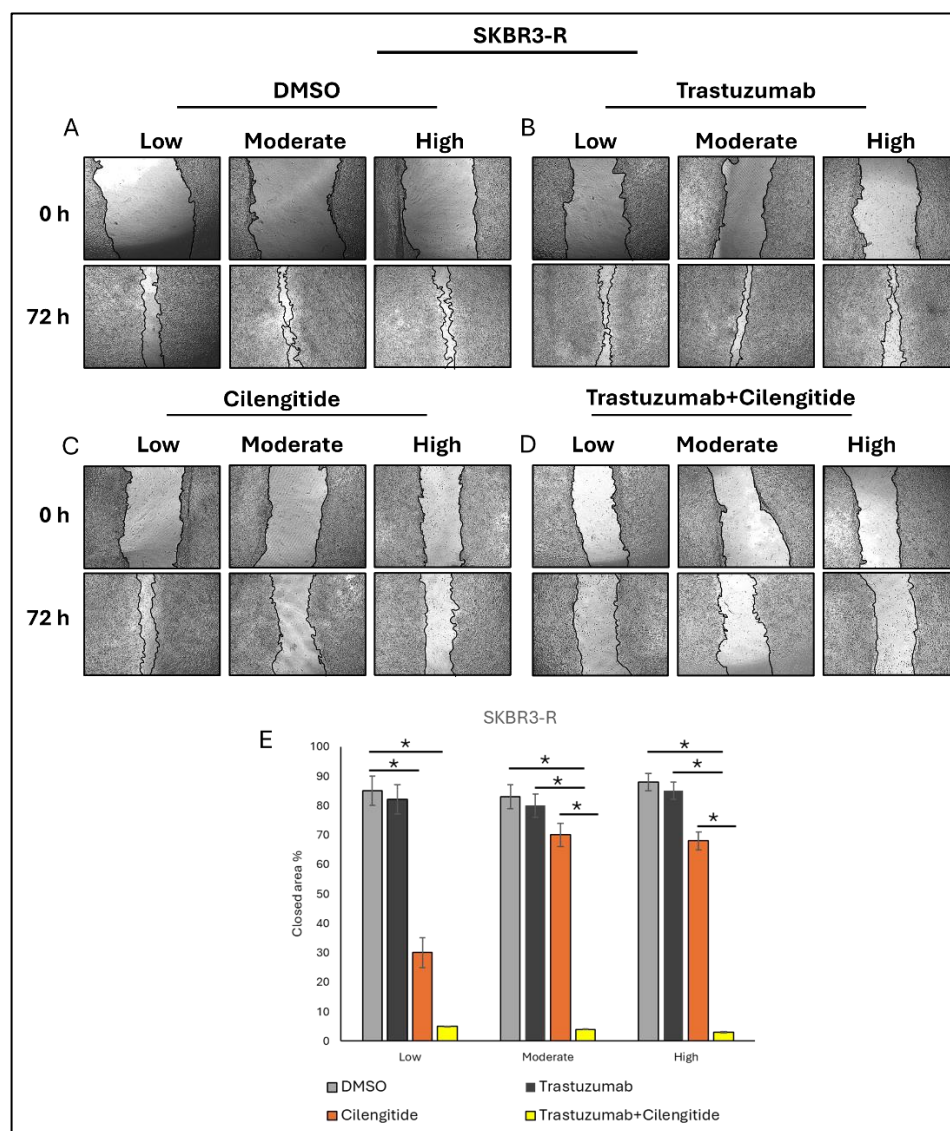 SKBR3-R
DMSO
Trastuzumab
A
Low
Moderate
High
B
Low
Moderate
High
0 h
72 h
Cilengitide
Trastuzumab+Cilengitide
C
Low
Moderate
High
D
Low
Moderate
High
0 h
72 h
SKBR3-R
E
Closed area %
100
90
80
70
60
50
40
30
20
10
0
*
*
*
*
*
*
*
*
Low
Moderate
High
DMSO
Trastuzumab
Cilengitide
Trastuzumab+Cilengitide